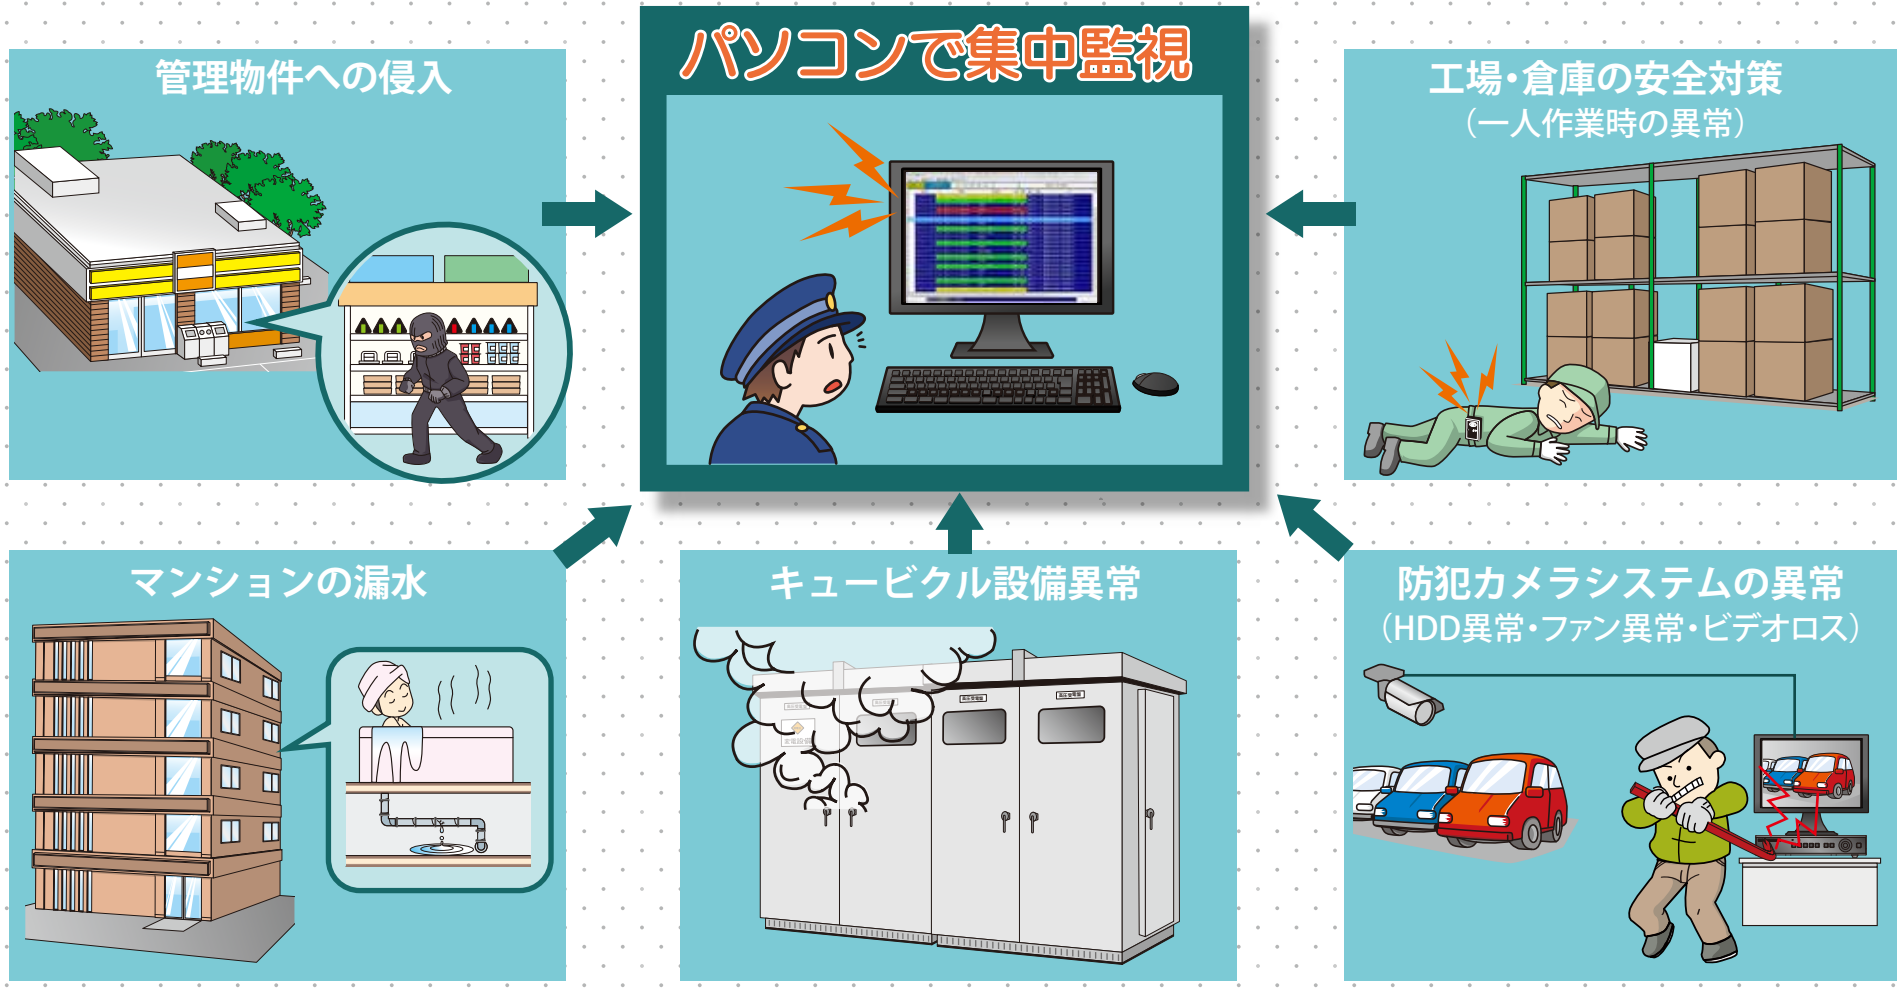 パソコンで集中監視
管理物件への侵入
工場・倉庫の安全対策
（一人作業時の異常）
マンションの漏水
キュービクル設備異常
防犯カメラシステムの異常
（HDD異常・ファン異常・ビデオロス）
変電設備